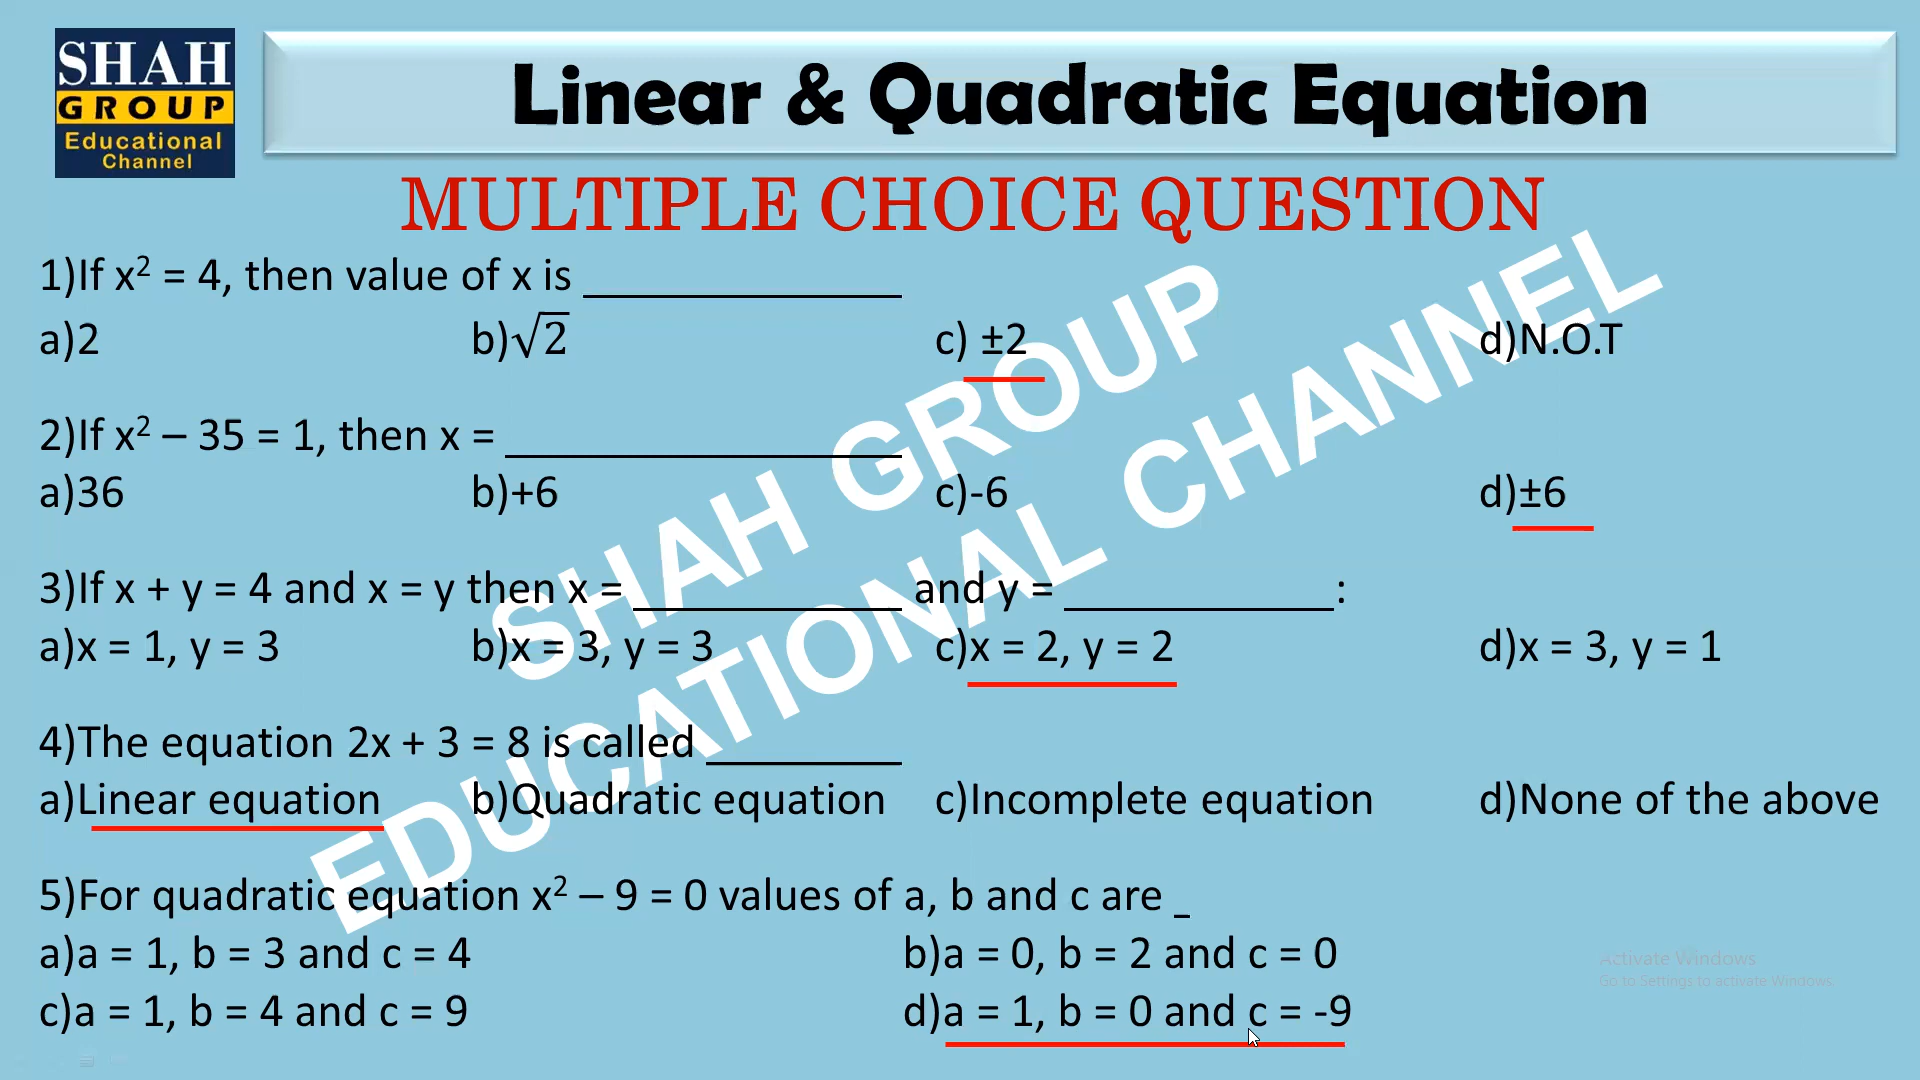 SHAH
GROUP
Educational
Channel
Linear & Quadratic Equation
MULTIPLE CHOICE QUESTION
1)If x² = 4, then value of x is ______________
a)2 b)√2 c) ±2 d)N.O.T
2)If x² – 35 = 1, then x = __________________
a)36 b)+6 c)-6 d)±6
3)If x + y = 4 and x = y then x = ____________ and y = ____________:
a)x = 1, y = 3 b)x = 3, y = 3 c)x = 2, y = 2 d)x = 3, y = 1
4)The equation 2x + 3 = 8 is called _________
a)Linear equation b)Quadratic equation c)Incomplete equation d)None of the above
5)For quadratic equation x² – 9 = 0 values of a, b and c are _
a)a = 1, b = 3 and c = 4 b)a = 0, b = 2 and c = 0
c)a = 1, b = 4 and c = 9 d)a = 1, b = 0 and c = -9
SHAH GROUP
EDUCATIONAL CHANNEL
Activate Windows
Go to Settings to activate Windows.